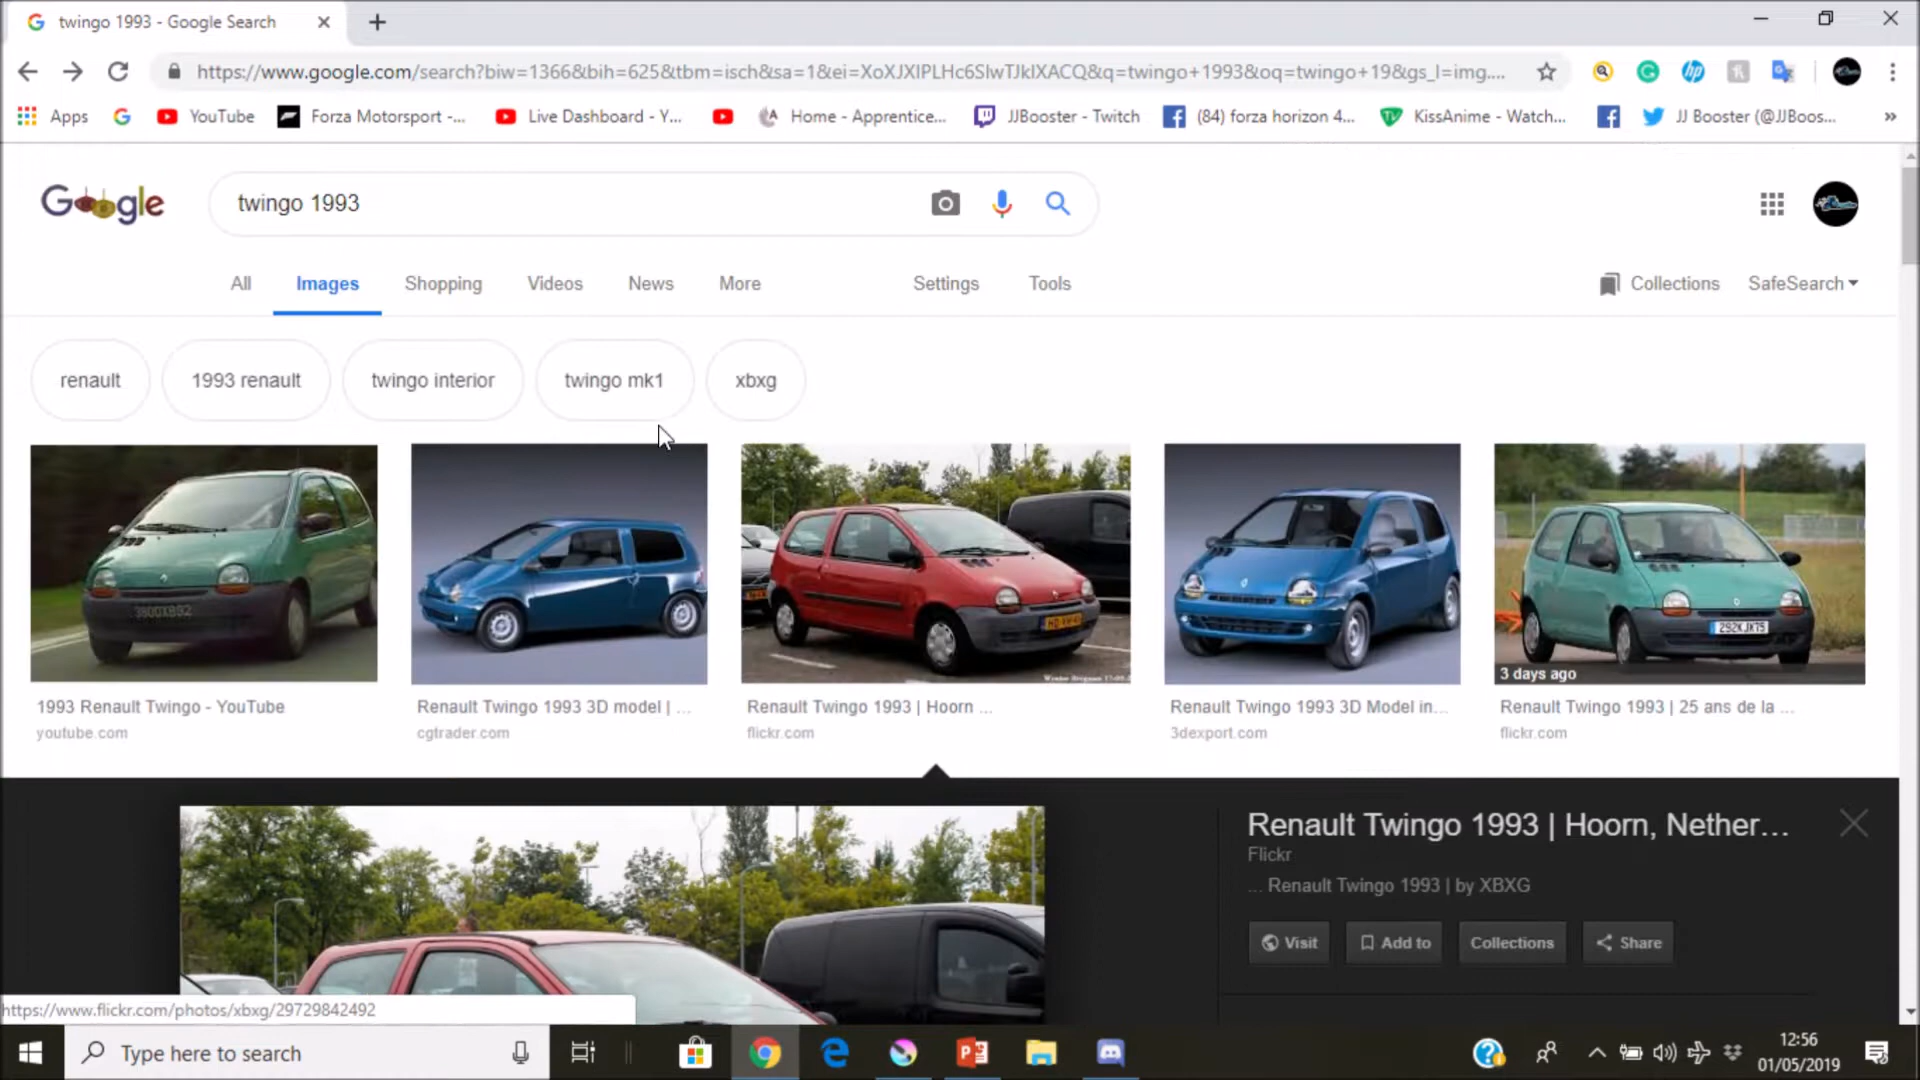 twingo 1993 - Google Search
https://www.google.com/search?biw=1366&bih=625&tbm=isch&sa=1&ei=XoXJXIPLHc6SlwTJkIXACQ&q=twingo+1993&oq=twingo+19&gs_l=img....
Apps YouTube Forza Motorsport -... Live Dashboard - Y... Home - Apprentice... JJBooster - Twitch (84) forza horizon 4... KissAnime - Watch... JJ Booster (@JJBoos... »
Google twingo 1993
All Images Shopping Videos News More Settings Tools Collections SafeSearch
renault 1993 renault twingo interior twingo mk1 xbxg
292KJK75
3 days ago
1993 Renault Twingo - YouTube
youtube.com
Renault Twingo 1993 3D model | ...
cgtrader.com
Renault Twingo 1993 | Hoorn ...
flickr.com
Renault Twingo 1993 3D Model in...
3dexport.com
Renault Twingo 1993 | 25 ans de la ...
flickr.com
Renault Twingo 1993 | Hoorn, Nether...
Flickr
... Renault Twingo 1993 | by XBXG
Visit Add to Collections Share
https://www.flickr.com/photos/xbxg/29729842492
Type here to search
12:56
01/05/2019